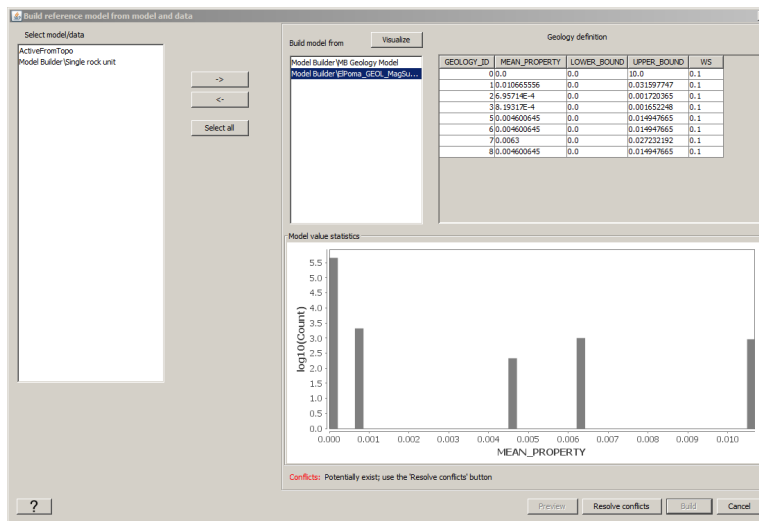 Build reference model from model and data
Select model/data
ActiveFromTopo
Model Builder\Single rock unit
->
<-
Select all
Build model from
Visualize
Model Builder\MB Geology Model
Model Builder\ElPoma_GEOL_MagSu...
Geology definition
GEOLOGY_ID MEAN_PROPERTY LOWER_BOUND UPPER_BOUND WS
0 0.0 0.0 10.0 0.1
1 0.010665556 0.0 0.031597747 0.1
2 6.95714E-4 0.0 0.001720365 0.1
3 8.19317E-4 0.0 0.001652248 0.1
5 0.004600645 0.0 0.014947665 0.1
6 0.004600645 0.0 0.014947665 0.1
7 0.0063 0.0 0.027232192 0.1
8 0.004600645 0.0 0.014947665 0.1
Model value statistics
log10(Count)
5.5
5.0
4.5
4.0
3.5
3.0
2.5
2.0
1.5
1.0
0.5
0.0
0.000 0.001 0.002 0.003 0.004 0.005 0.006 0.007 0.008 0.009 0.010
MEAN_PROPERTY
Conflicts: Potentially exist; use the 'Resolve conflicts' button
?
Preview
Resolve conflicts
Build
Cancel